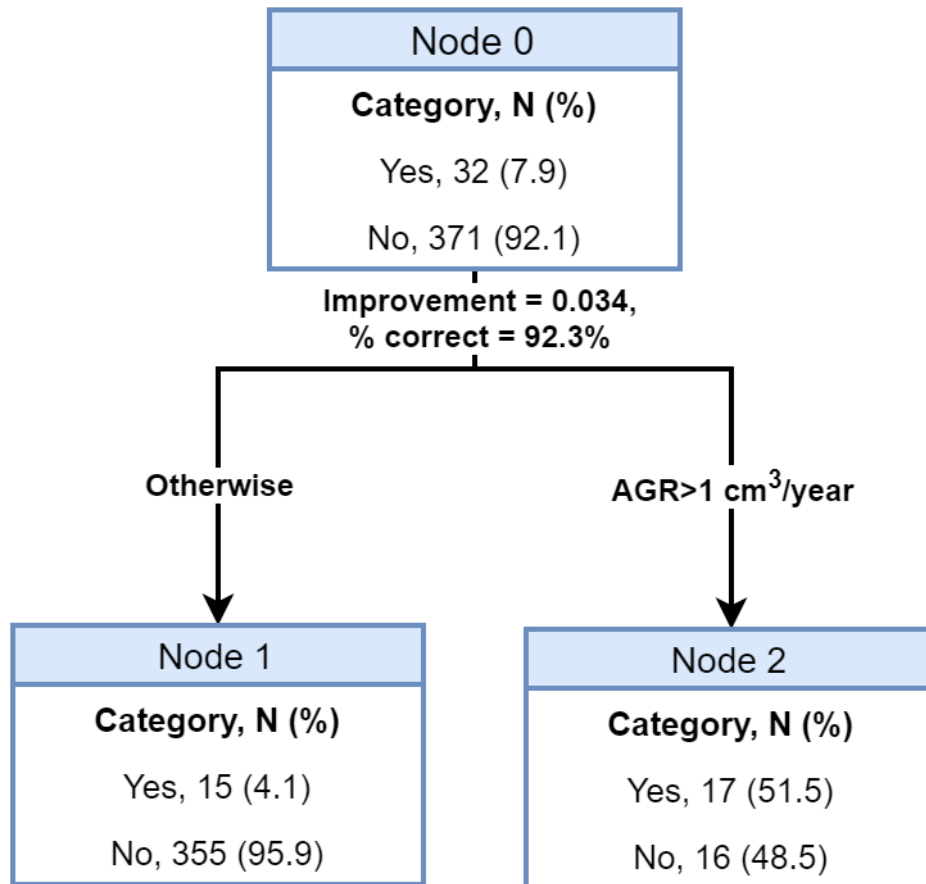 Node 0
Category, N (%)
Yes, 32 (7.9)
No, 371 (92.1)
Improvement = 0.034,
% correct = 92.3%
Otherwise
AGR>1 cm³/year
Node 1
Category, N (%)
Yes, 15 (4.1)
No, 355 (95.9)
Node 2
Category, N (%)
Yes, 17 (51.5)
No, 16 (48.5)